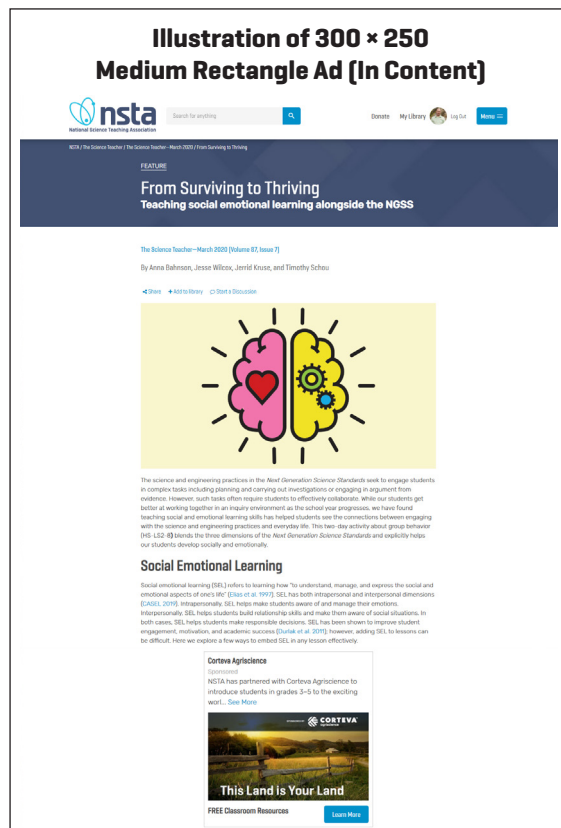 Illustration of 300 × 250
Medium Rectangle Ad (In Content)
nsta
National Science Teaching Association
Search for anything
Donate My Library Log Out Menu
NSTA / The Science Teacher / The Science Teacher—March 2020 / From Surviving to Thriving
FEATURE
From Surviving to Thriving
Teaching social emotional learning alongside the NGSS
The Science Teacher—March 2020 (Volume 87, Issue 7)
By Anna Bahnson, Jesse Wilcox, Jerrid Kruse, and Timothy Schou
Share Add to library Start a Discussion
The science and engineering practices in the Next Generation Science Standards seek to engage students
in complex tasks including planning and carrying out investigations or engaging in argument from
evidence. However, such tasks often require students to effectively collaborate. While our students get
better at working together in an inquiry environment as the school year progresses, we have found
teaching social and emotional learning skills has helped students see the connections between engaging
with the science and engineering practices and everyday life. This two-day activity about group behavior
(HS-LS2-8) blends the three dimensions of the Next Generation Science Standards and explicitly helps
our students develop socially and emotionally.
Social Emotional Learning
Social emotional learning (SEL) refers to learning how "to understand, manage, and express the social and
emotional aspects of one's life" (Elias et al. 1997). SEL has both intrapersonal and interpersonal dimensions
(CASEL 2019). Intrapersonally, SEL helps make students aware of and manage their emotions.
Interpersonally, SEL helps students build relationship skills and make them aware of social situations. In
both cases, SEL helps students make responsible decisions. SEL has been shown to improve student
engagement, motivation, and academic success (Durlak et al. 2011); however, adding SEL to lessons can
be difficult. Here we explore a few ways to embed SEL in any lesson effectively.
Corteva Agriscience
Sponsored
NSTA has partnered with Corteva Agriscience to
introduce students in grades 3–5 to the exciting
worl... See More
CORTEVA
agriscience
This Land is Your Land
FREE Classroom Resources
Learn More